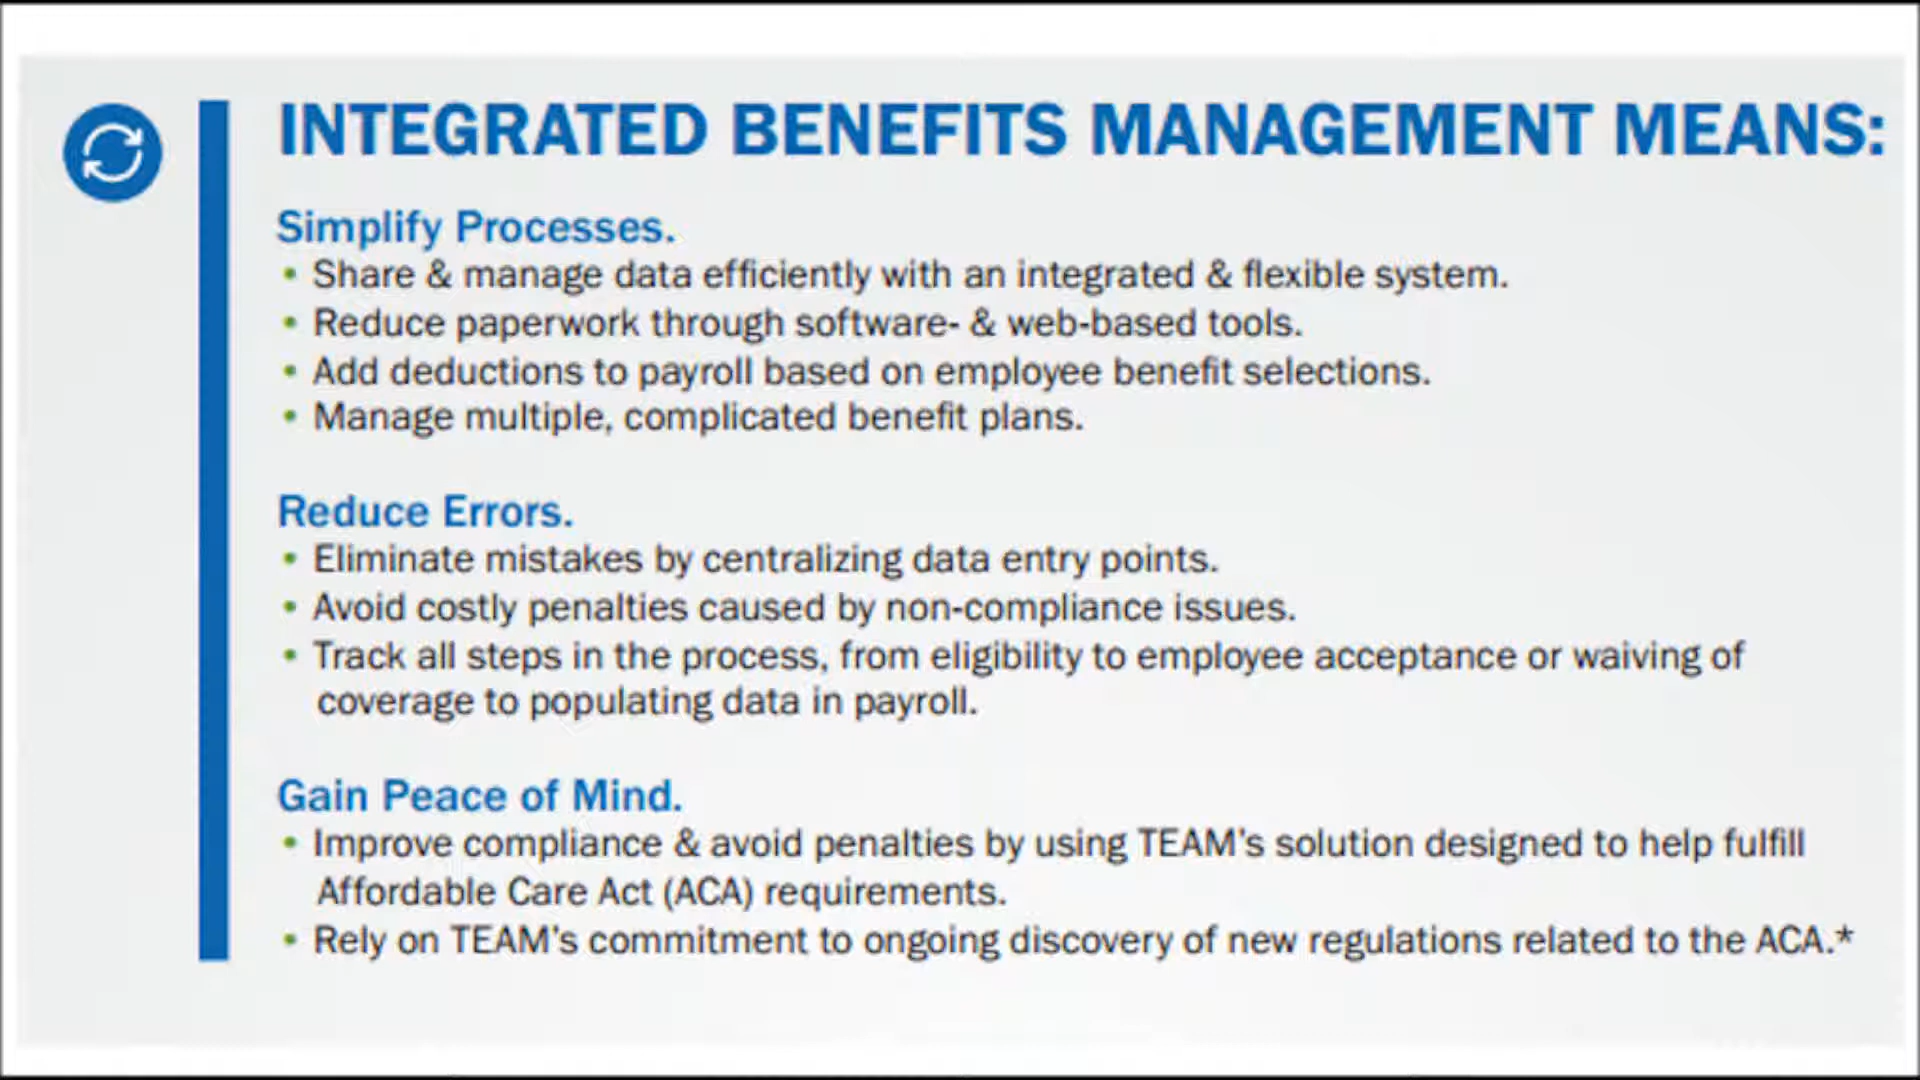 INTEGRATED BENEFITS MANAGEMENT MEANS:
Simplify Processes.
• Share & manage data efficiently with an integrated & flexible system.
• Reduce paperwork through software- & web-based tools.
• Add deductions to payroll based on employee benefit selections.
• Manage multiple, complicated benefit plans.
Reduce Errors.
• Eliminate mistakes by centralizing data entry points.
• Avoid costly penalties caused by non-compliance issues.
• Track all steps in the process, from eligibility to employee acceptance or waiving of
coverage to populating data in payroll.
Gain Peace of Mind.
• Improve compliance & avoid penalties by using TEAM's solution designed to help fulfill
Affordable Care Act (ACA) requirements.
• Rely on TEAM's commitment to ongoing discovery of new regulations related to the ACA.*